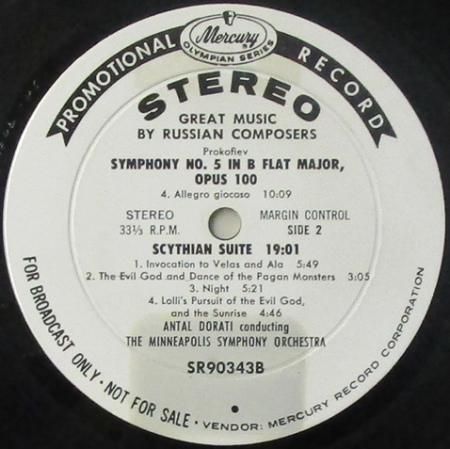 PROMOTIONAL RECORD
Mercury
OLYMPIAN SERIES
STEREO
GREAT MUSIC
BY RUSSIAN COMPOSERS
Prokofiev
SYMPHONY NO. 5 IN B FLAT MAJOR,
OPUS 100
4. Allegro giocoso 10:09
STEREO MARGIN CONTROL
33⅓ R.P.M. SIDE 2
SCYTHIAN SUITE 19:01
1. Invocation to Velas and Ala 5:49
2. The Evil God and Dance of the Pagan Monsters 3:05
3. Night 5:21
4. Lolli's Pursuit of the Evil God,
and the Sunrise 4:46
ANTAL DORATI conducting
THE MINNEAPOLIS SYMPHONY ORCHESTRA
SR90343B
FOR BROADCAST ONLY • NOT FOR SALE • VENDOR: MERCURY RECORD CORPORATION